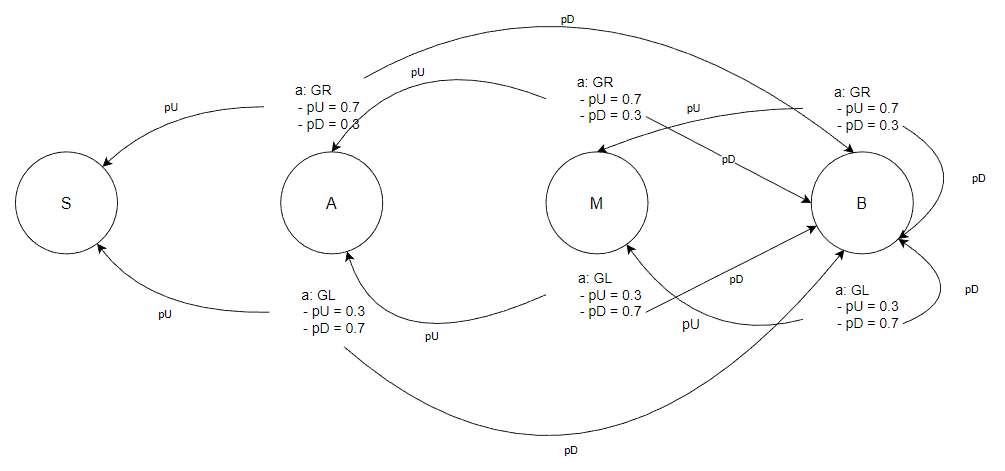 pD
pU
a: GR
- pU = 0.7
- pD = 0.3
pU
a: GR
- pU = 0.7
- pD = 0.3
pU
a: GR
- pU = 0.7
- pD = 0.3
pD
pD
S
A
M
B
a: GL
- pU = 0.3
- pD = 0.7
pU
a: GL
- pU = 0.3
- pD = 0.7
pU
pD
pU
a: GL
- pU = 0.3
- pD = 0.7
pD
pD